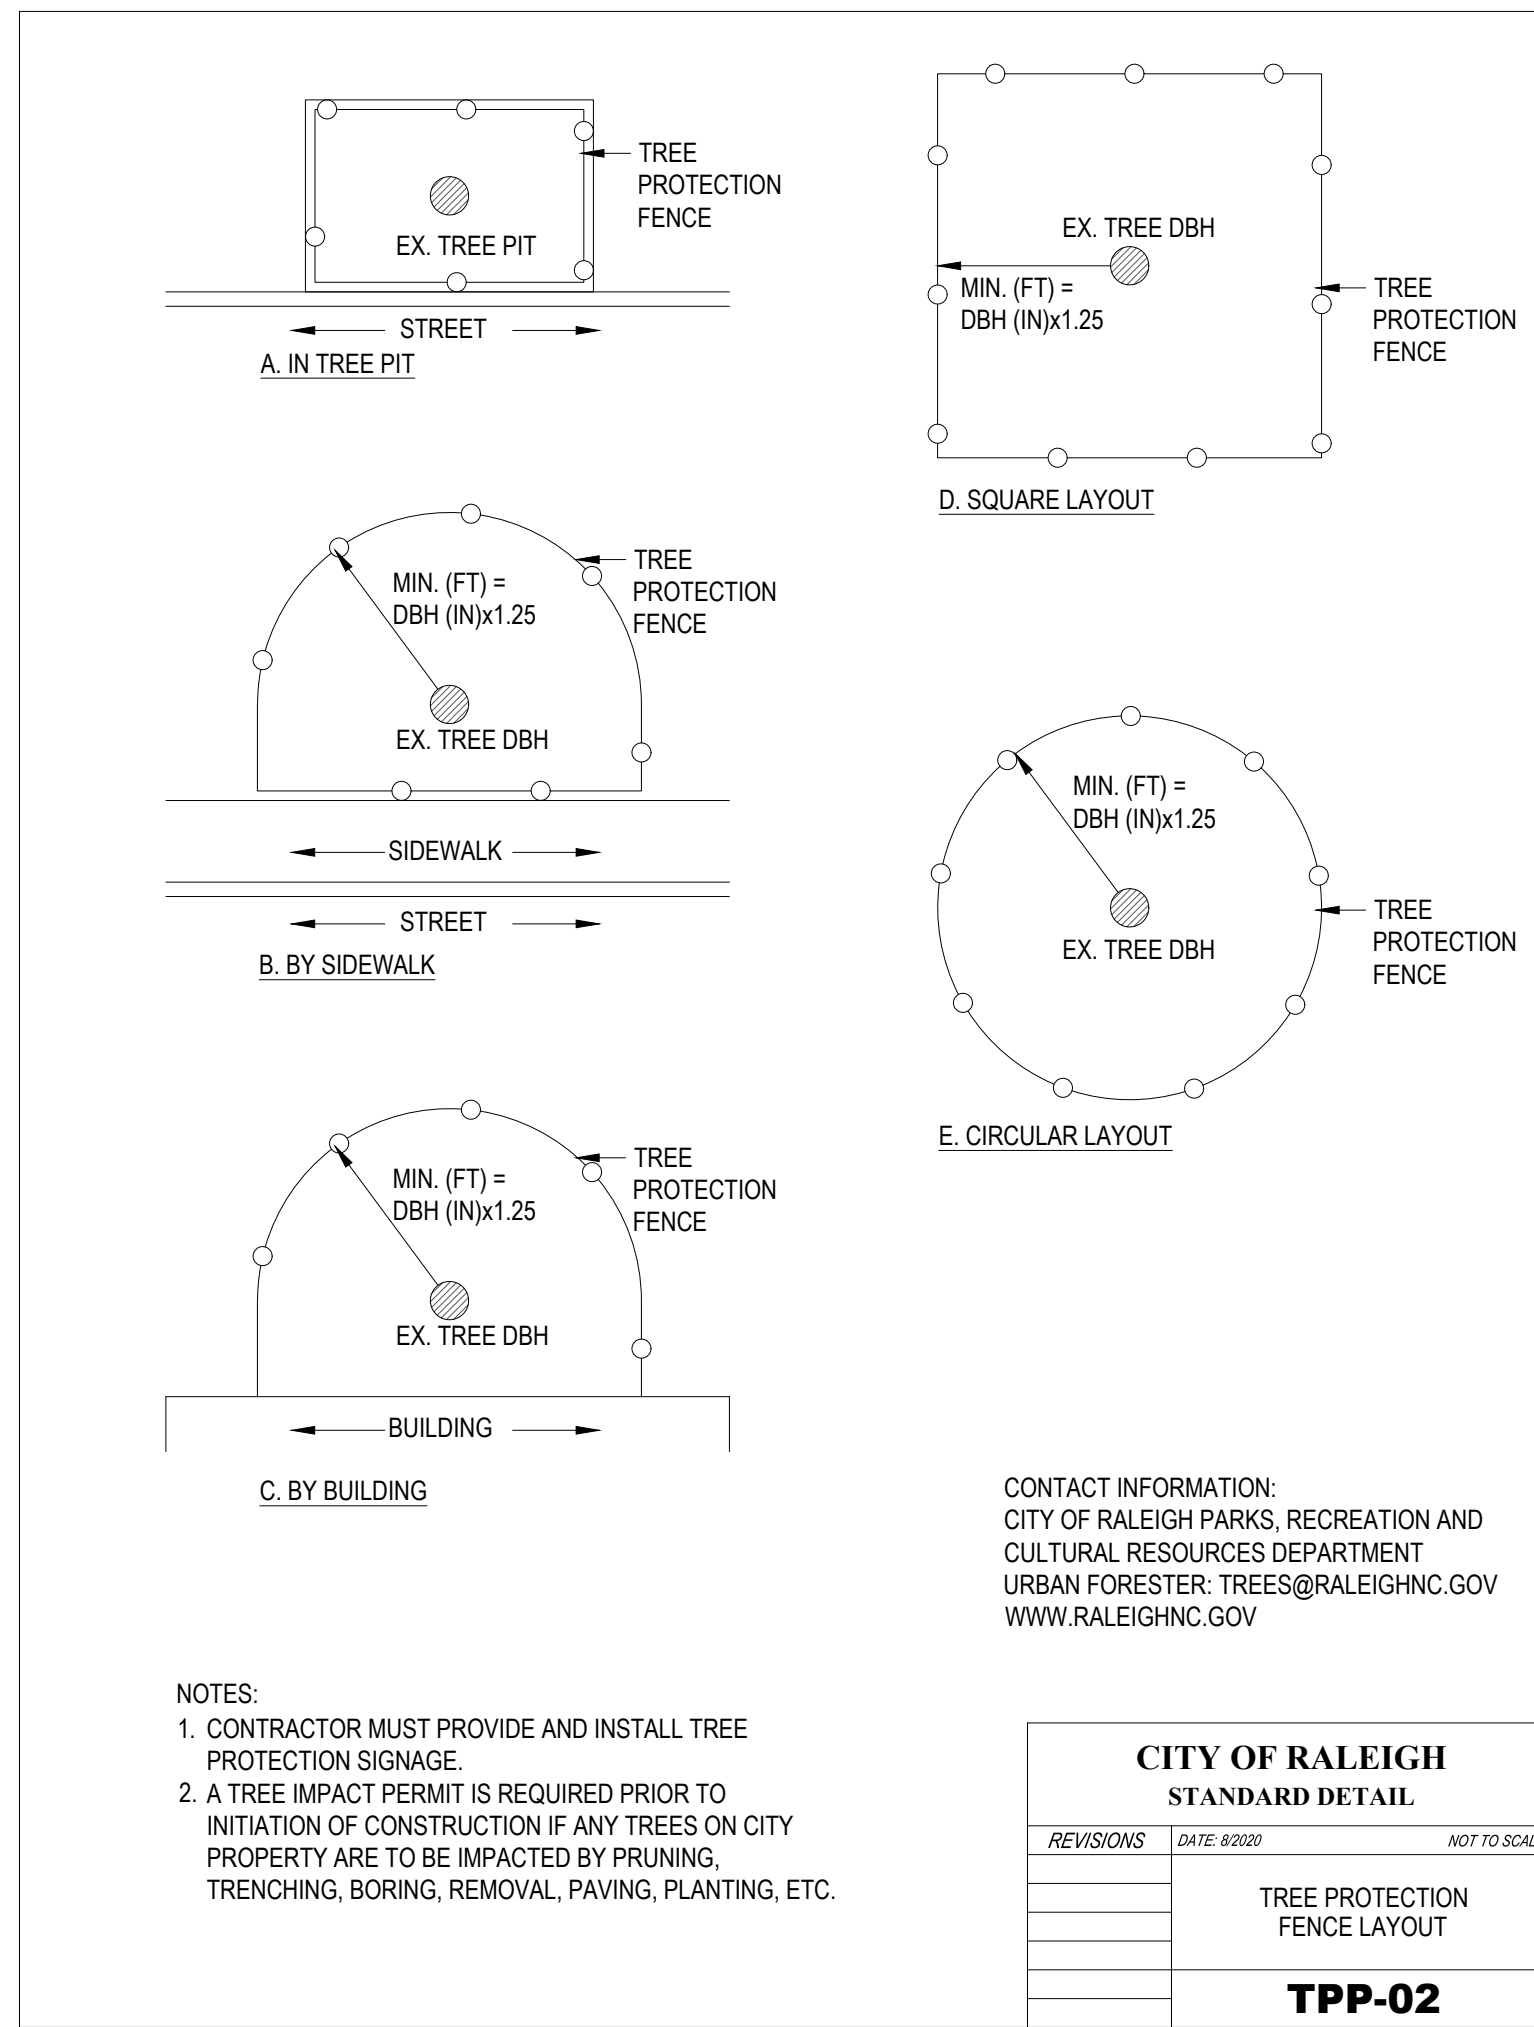 TREE
PROTECTION
FENCE
EX. TREE PIT
STREET
A. IN TREE PIT
MIN. (FT) =
DBH (IN)x1.25
TREE
PROTECTION
FENCE
EX. TREE DBH
SIDEWALK
STREET
B. BY SIDEWALK
MIN. (FT) =
DBH (IN)x1.25
TREE
PROTECTION
FENCE
EX. TREE DBH
BUILDING
C. BY BUILDING
EX. TREE DBH
MIN. (FT) =
DBH (IN)x1.25
TREE
PROTECTION
FENCE
D. SQUARE LAYOUT
MIN. (FT) =
DBH (IN)x1.25
EX. TREE DBH
TREE
PROTECTION
FENCE
E. CIRCULAR LAYOUT
CONTACT INFORMATION:
CITY OF RALEIGH PARKS, RECREATION AND
CULTURAL RESOURCES DEPARTMENT
URBAN FORESTER: TREES@RALEIGHNC.GOV
WWW.RALEIGHNC.GOV
NOTES:
1. CONTRACTOR MUST PROVIDE AND INSTALL TREE
PROTECTION SIGNAGE.
2. A TREE IMPACT PERMIT IS REQUIRED PRIOR TO
INITIATION OF CONSTRUCTION IF ANY TREES ON CITY
PROPERTY ARE TO BE IMPACTED BY PRUNING,
TRENCHING, BORING, REMOVAL, PAVING, PLANTING, ETC.
CITY OF RALEIGH
STANDARD DETAIL
REVISIONS DATE: 8/2020 NOT TO SCAL
TREE PROTECTION
FENCE LAYOUT
TPP-02